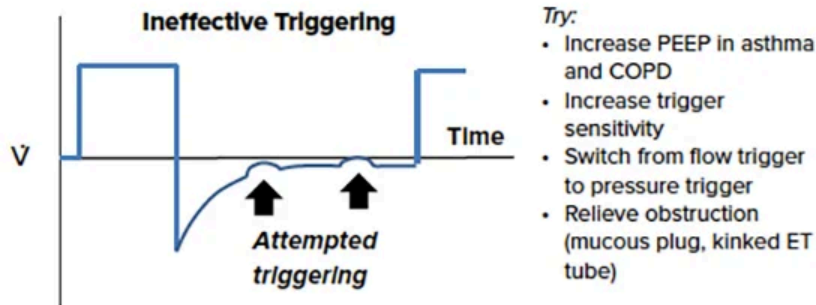 Ineffective Triggering
V̇
Time
Attempted
triggering
Try:
• Increase PEEP in asthma
and COPD
• Increase trigger
sensitivity
• Switch from flow trigger
to pressure trigger
• Relieve obstruction
(mucous plug, kinked ET
tube)